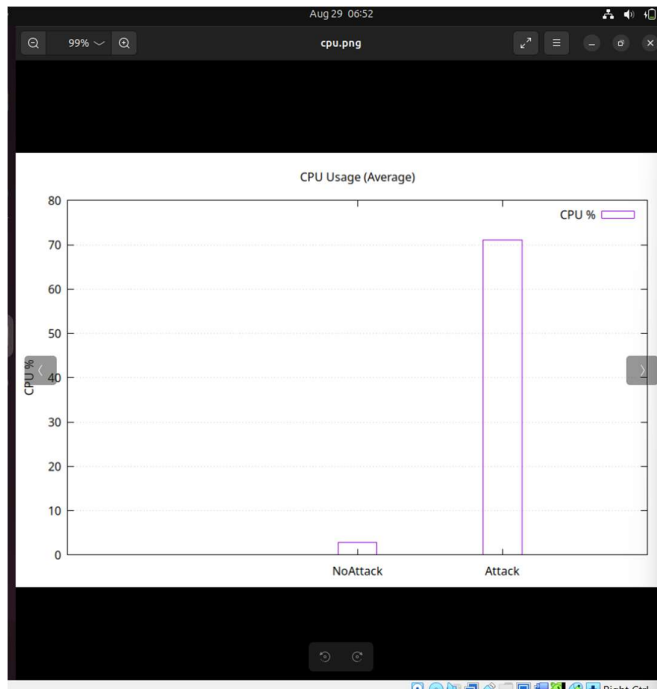 Aug 29 06:52
99%
cpu.png
CPU Usage (Average)
80
CPU %
70
60
50
40
CPU %
30
20
10
0
NoAttack
Attack
Right Ctrl